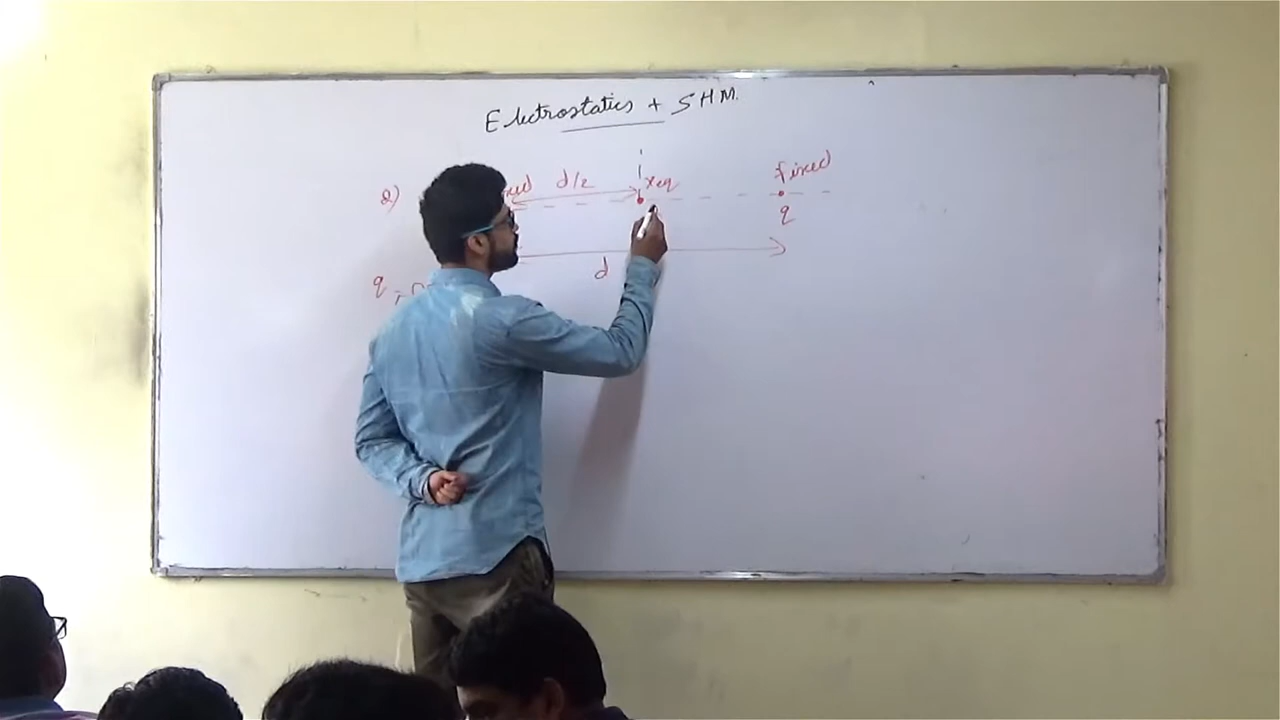 Electrostatics + SHM.
2) d/2 xeq fixed
q
d
q